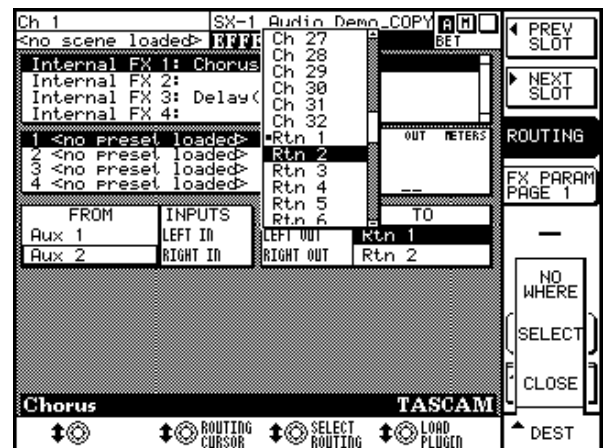 Ch 1 SX-1 Audio Demo_COPY A M
<no scene loaded> EFFE BET
Internal FX 1: Chorus
Internal FX 2:
Internal FX 3: Delay(
Internal FX 4:
1 <no preset loaded>
2 <no preset loaded>
3 <no preset loaded>
4 <no preset loaded>
OUT METERS
Ch 27
Ch 28
Ch 29
Ch 30
Ch 31
Ch 32
Rtn 1
Rtn 2
Rtn 3
Rtn 4
Rtn 5
Rtn 6
FROM INPUTS TO
Aux 1 LEFT IN LEFT OUT Rtn 1
Aux 2 RIGHT IN RIGHT OUT Rtn 2
Chorus TASCAM
ROUTING CURSOR
SELECT ROUTING
LOAD PLUGIN
PREV SLOT
NEXT SLOT
ROUTING
FX PARAM
PAGE 1
NO WHERE
SELECT
CLOSE
DEST